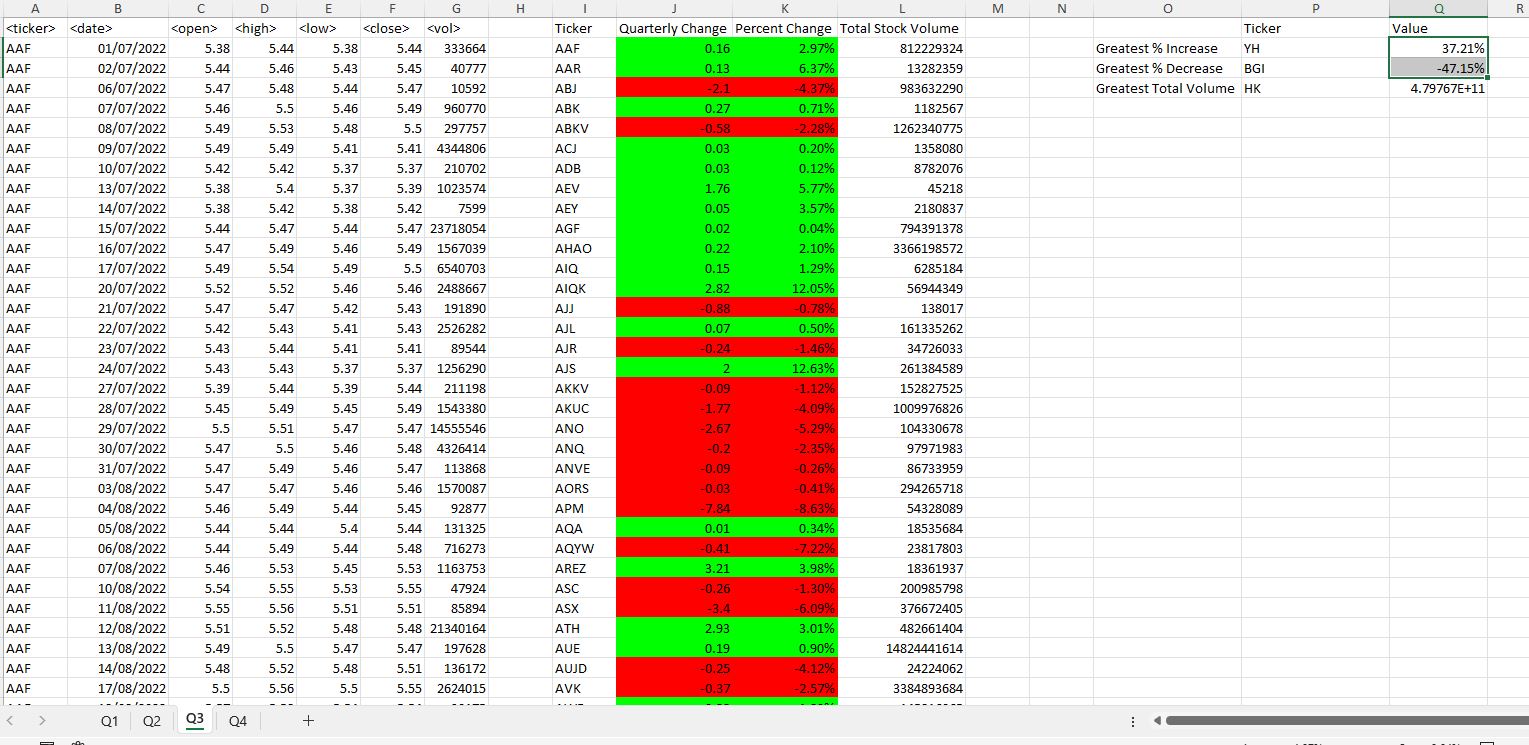 A B C D E F G H I J K L M N O P Q R
<ticker> <date> <open> <high> <low> <close> <vol> Ticker Quarterly Change Percent Change Total Stock Volume Ticker Value
AAF 01/07/2022 5.38 5.44 5.38 5.44 333664 AAF 0.16 2.97% 812229324 Greatest % Increase YH 37.21%
AAF 02/07/2022 5.44 5.46 5.43 5.45 40777 AAR 0.13 6.37% 13282359 Greatest % Decrease BGI -47.15%
AAF 06/07/2022 5.47 5.48 5.44 5.47 10592 ABJ -2.1 -4.37% 983632290 Greatest Total Volume HK 4.79767E+11
AAF 07/07/2022 5.46 5.5 5.46 5.49 960770 ABK 0.27 0.71% 1182567
AAF 08/07/2022 5.49 5.53 5.48 5.5 297757 ABKV -0.58 -2.28% 1262340775
AAF 09/07/2022 5.49 5.49 5.41 5.41 4344806 ACJ 0.03 0.20% 1358080
AAF 10/07/2022 5.42 5.42 5.37 5.37 210702 ADB 0.03 0.12% 8782076
AAF 13/07/2022 5.38 5.4 5.37 5.39 1023574 AEV 1.76 5.77% 45218
AAF 14/07/2022 5.38 5.42 5.38 5.42 7599 AEY 0.05 3.57% 2180837
AAF 15/07/2022 5.44 5.47 5.44 5.47 23718054 AGF 0.02 0.04% 794391378
AAF 16/07/2022 5.47 5.49 5.46 5.49 1567039 AHAO 0.22 2.10% 3366198572
AAF 17/07/2022 5.49 5.54 5.49 5.5 6540703 AIQ 0.15 1.29% 6285184
AAF 20/07/2022 5.52 5.52 5.46 5.46 2488667 AIQK 2.82 12.05% 56944349
AAF 21/07/2022 5.47 5.47 5.42 5.43 191890 AJJ -0.88 -0.78% 138017
AAF 22/07/2022 5.42 5.43 5.41 5.43 2526282 AJL 0.07 0.50% 161335262
AAF 23/07/2022 5.43 5.44 5.41 5.41 89544 AJR -0.24 -1.46% 34726033
AAF 24/07/2022 5.43 5.43 5.37 5.37 1256290 AJS 2 12.63% 261384589
AAF 27/07/2022 5.39 5.44 5.39 5.44 211198 AKKV -0.09 -1.12% 152827525
AAF 28/07/2022 5.45 5.49 5.45 5.49 1543380 AKUC -1.77 -4.09% 1009976826
AAF 29/07/2022 5.5 5.51 5.47 5.47 14555546 ANO -2.67 -5.29% 104330678
AAF 30/07/2022 5.47 5.5 5.46 5.48 4326414 ANQ -0.2 -2.35% 97971983
AAF 31/07/2022 5.47 5.49 5.46 5.47 113868 ANVE -0.09 -0.26% 86733959
AAF 03/08/2022 5.47 5.47 5.46 5.46 1570087 AORS -0.03 -0.41% 294265718
AAF 04/08/2022 5.46 5.49 5.44 5.45 92877 APM -7.84 -8.63% 54328089
AAF 05/08/2022 5.44 5.44 5.4 5.44 131325 AQA 0.01 0.34% 18535684
AAF 06/08/2022 5.44 5.49 5.44 5.48 716273 AQYW -0.41 -7.22% 23817803
AAF 07/08/2022 5.46 5.53 5.45 5.53 1163753 AREZ 3.21 3.98% 18361937
AAF 10/08/2022 5.54 5.55 5.53 5.55 47924 ASC -0.26 -1.30% 200985798
AAF 11/08/2022 5.55 5.56 5.51 5.51 85894 ASX -3.4 -6.09% 376672405
AAF 12/08/2022 5.51 5.52 5.48 5.48 21340164 ATH 2.93 3.01% 482661404
AAF 13/08/2022 5.49 5.5 5.47 5.47 197628 AUE 0.19 0.90% 14824441614
AAF 14/08/2022 5.48 5.52 5.48 5.51 136172 AUJD -0.25 -4.12% 24224062
AAF 17/08/2022 5.5 5.56 5.5 5.55 2624015 AVK -0.37 -2.57% 3384893684
Q1 Q2 Q3 Q4